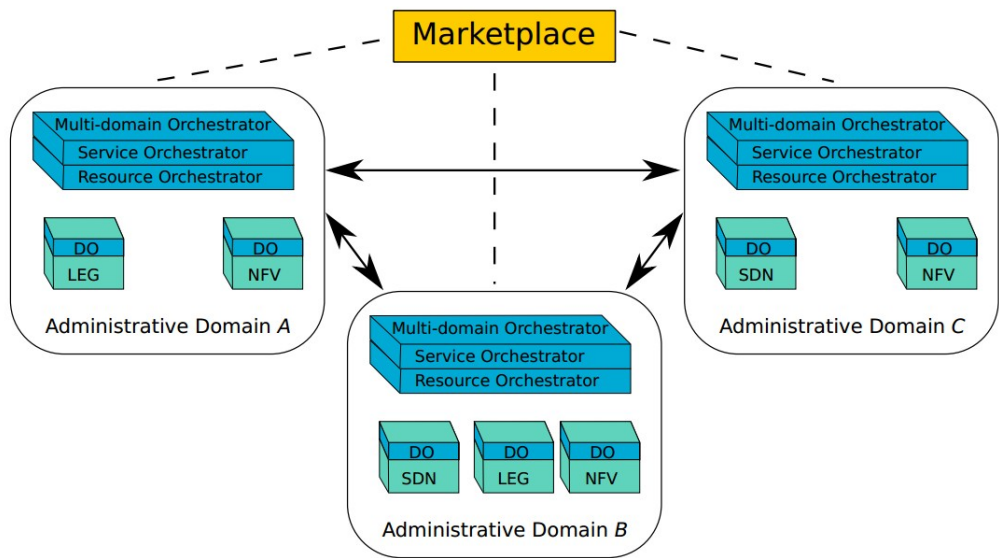 Marketplace
Multi-domain Orchestrator
Service Orchestrator
Resource Orchestrator
DO
LEG
DO
NFV
Administrative Domain A
Multi-domain Orchestrator
Service Orchestrator
Resource Orchestrator
DO
SDN
DO
LEG
DO
NFV
Administrative Domain B
Multi-domain Orchestrator
Service Orchestrator
Resource Orchestrator
DO
SDN
DO
NFV
Administrative Domain C